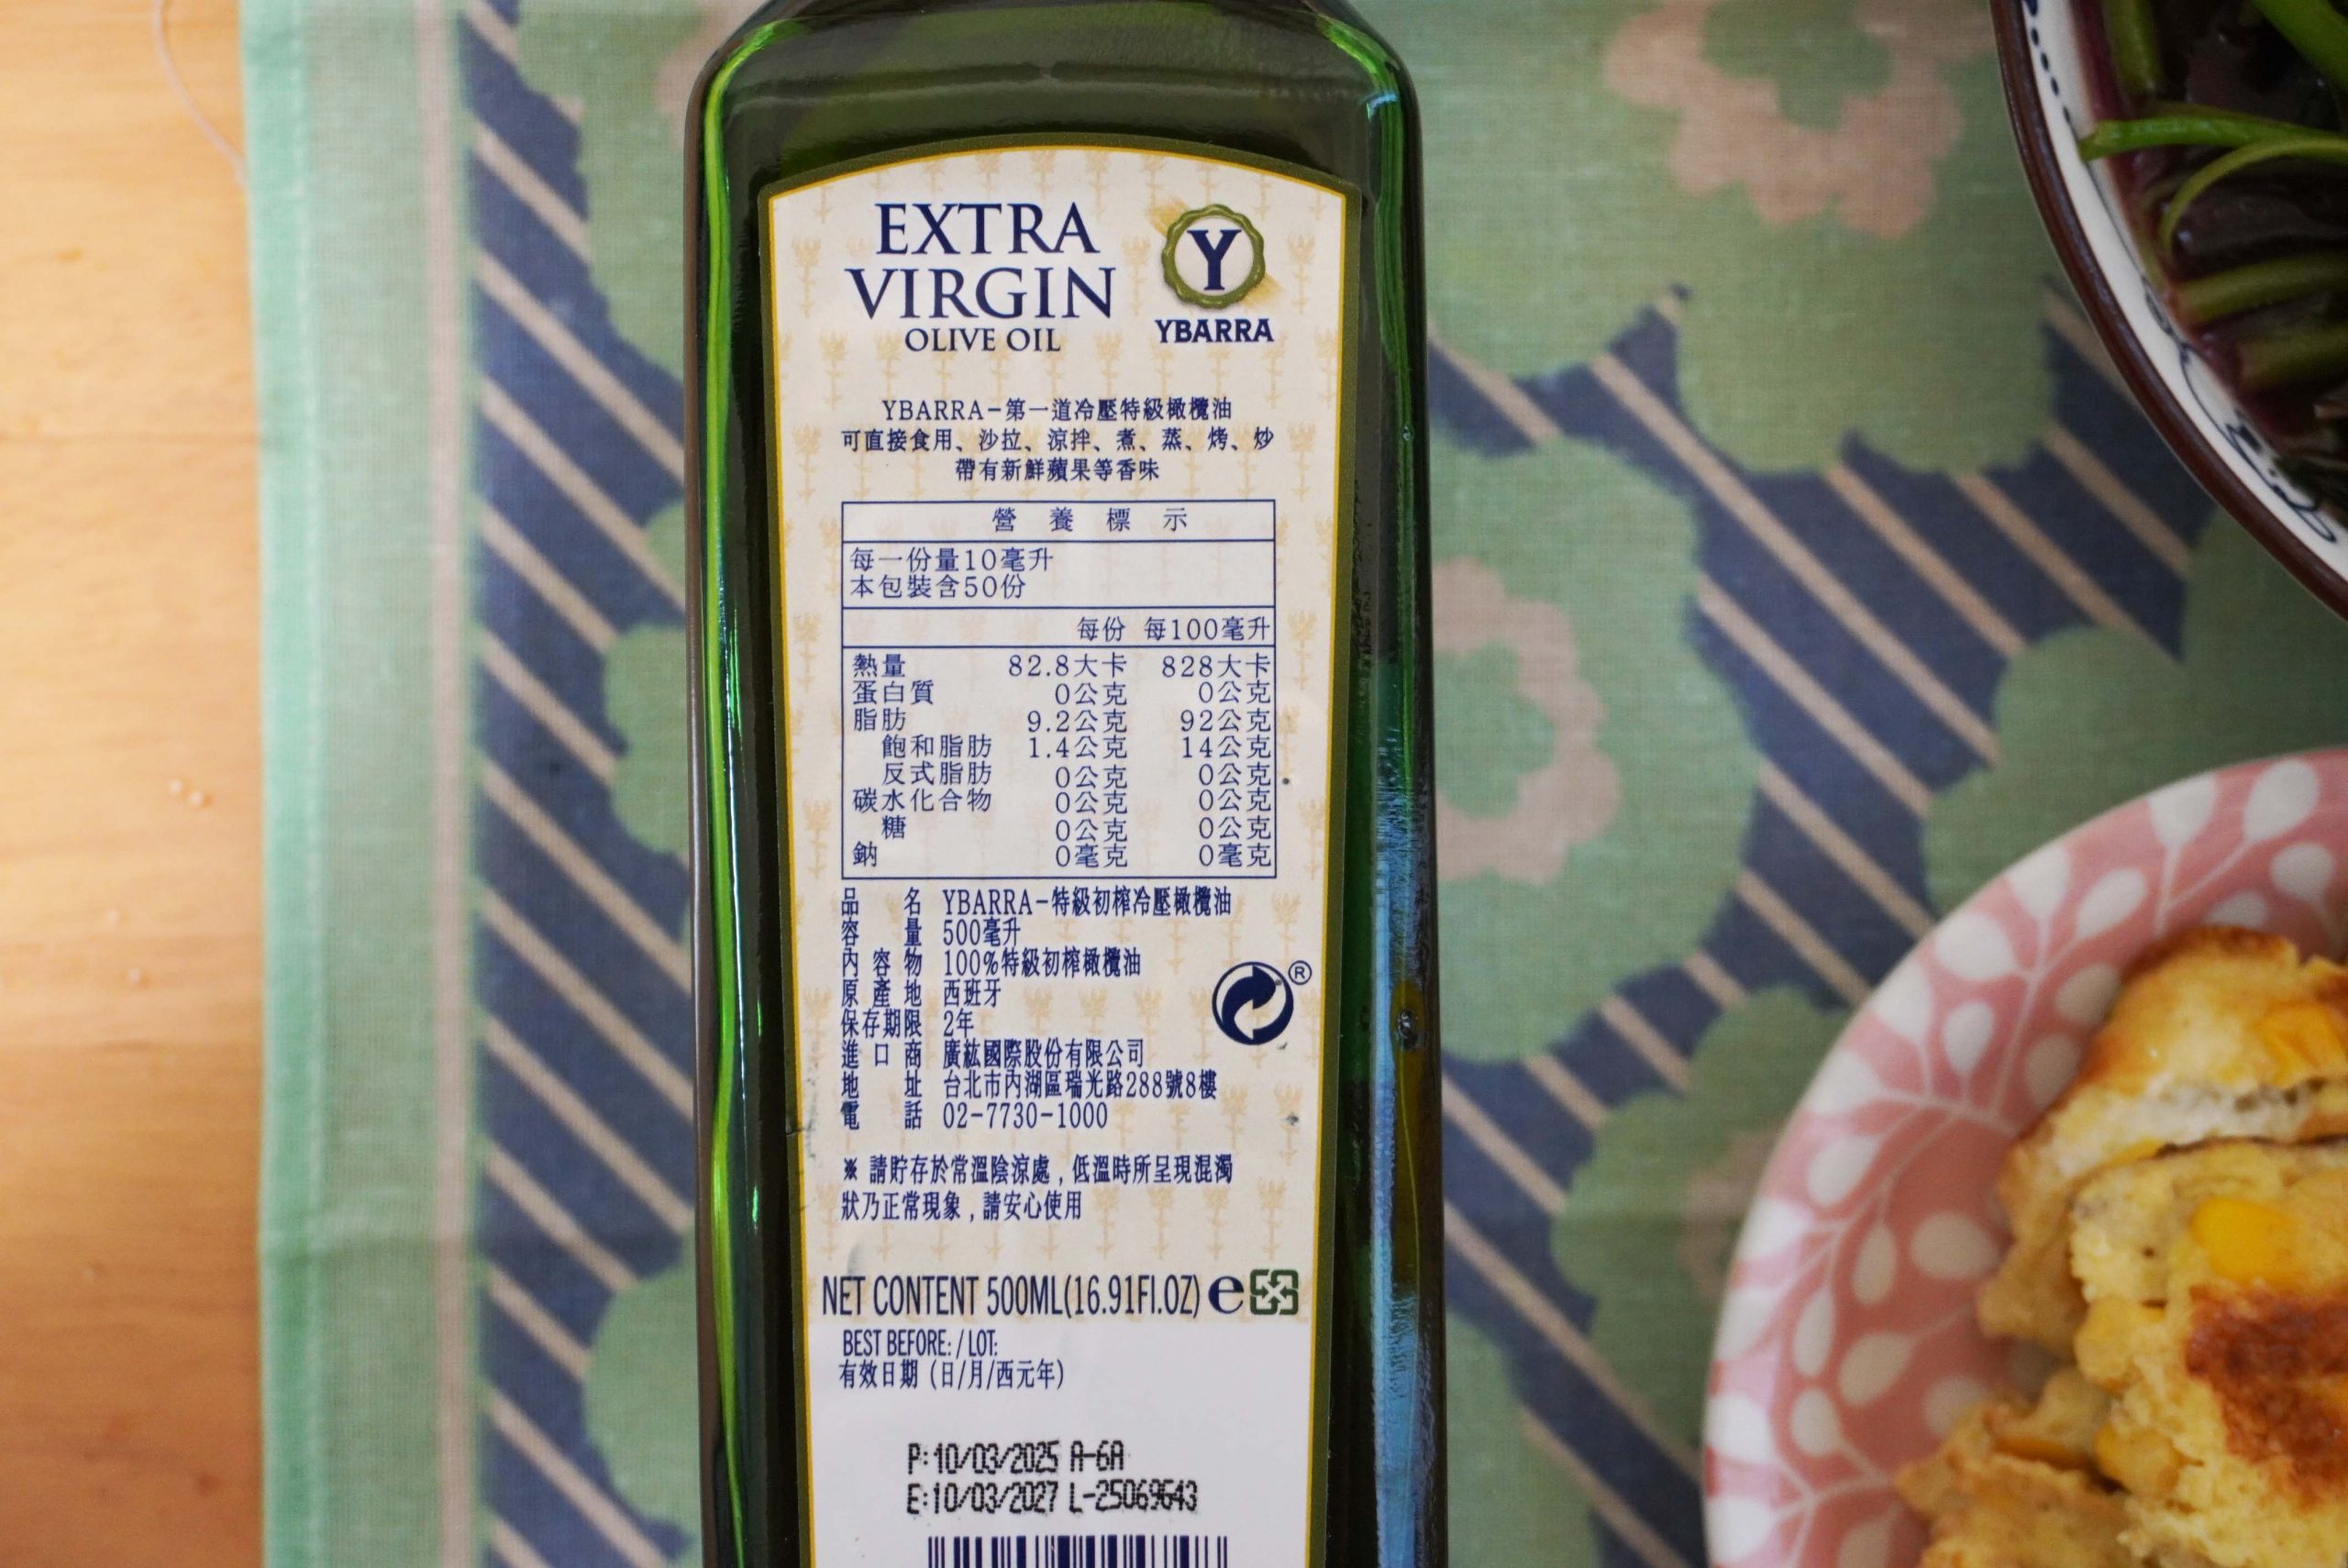 EXTRA
VIRGIN
OLIVE OIL
Y
YBARRA
YBARRA-第一道冷壓特級橄欖油
可直接食用、沙拉、涼拌、煮、蒸、烤、炒
帶有新鮮蘋果等香味
營養標示
每一份量10毫升
本包裝含50份
每份 每100毫升
熱量 82.8大卡 828大卡
蛋白質 0公克 0公克
脂肪 9.2公克 92公克
飽和脂肪 1.4公克 14公克
反式脂肪 0公克 0公克
碳水化合物 0公克 0公克
糖 0公克 0公克
鈉 0毫克 0毫克
品名 YBARRA-特級初榨冷壓橄欖油
容量 500毫升
內容物 100%特級初榨橄欖油
原產地 西班牙
保存期限 2年
進口商 廣紘國際股份有限公司
地址 台北市內湖區瑞光路288號8樓
電話 02-7730-1000
®
※ 請貯存於常溫陰涼處,低溫時所呈現混濁
狀乃正常現象,請安心使用
NET CONTENT 500ML(16.91Fl.OZ) e
BEST BEFORE: / LOT:
有效日期 (日/月/西元年)
P:10/03/2025 A-6A
E:10/03/2027 L-25069643